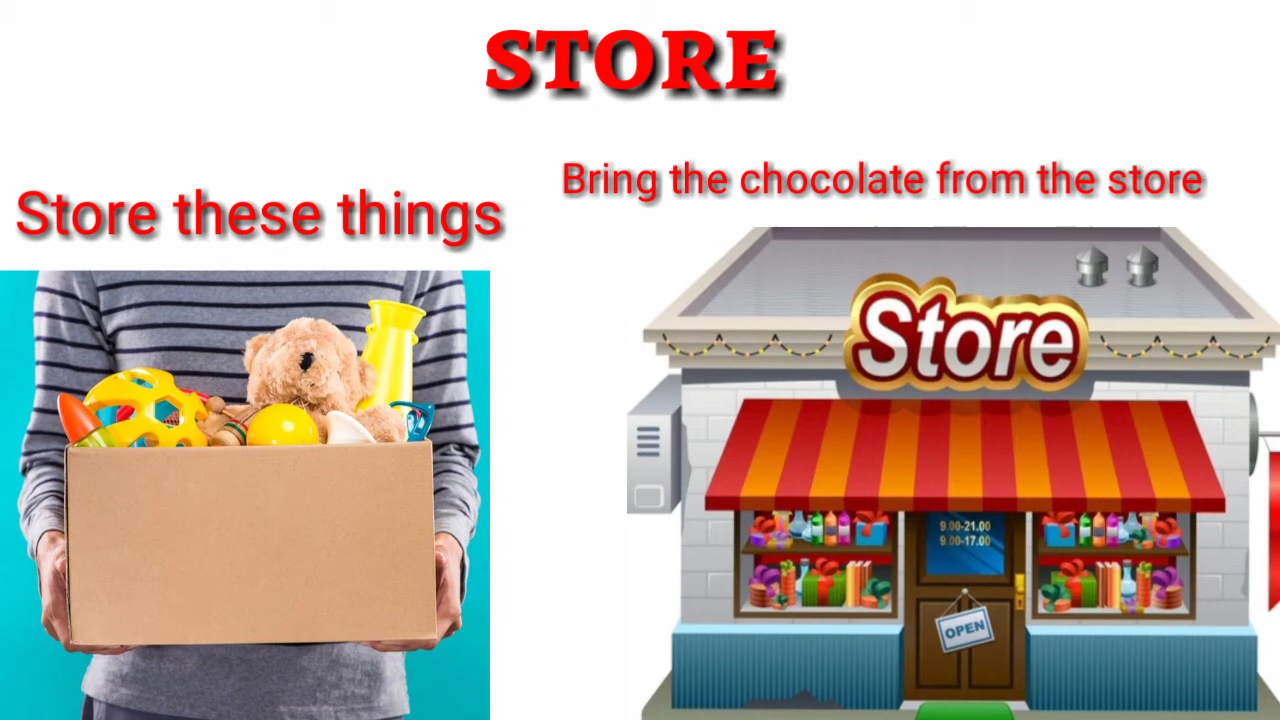 STORE
Store these things
Bring the chocolate from the store
Store
9.00-21.00
9.00-17.00
OPEN